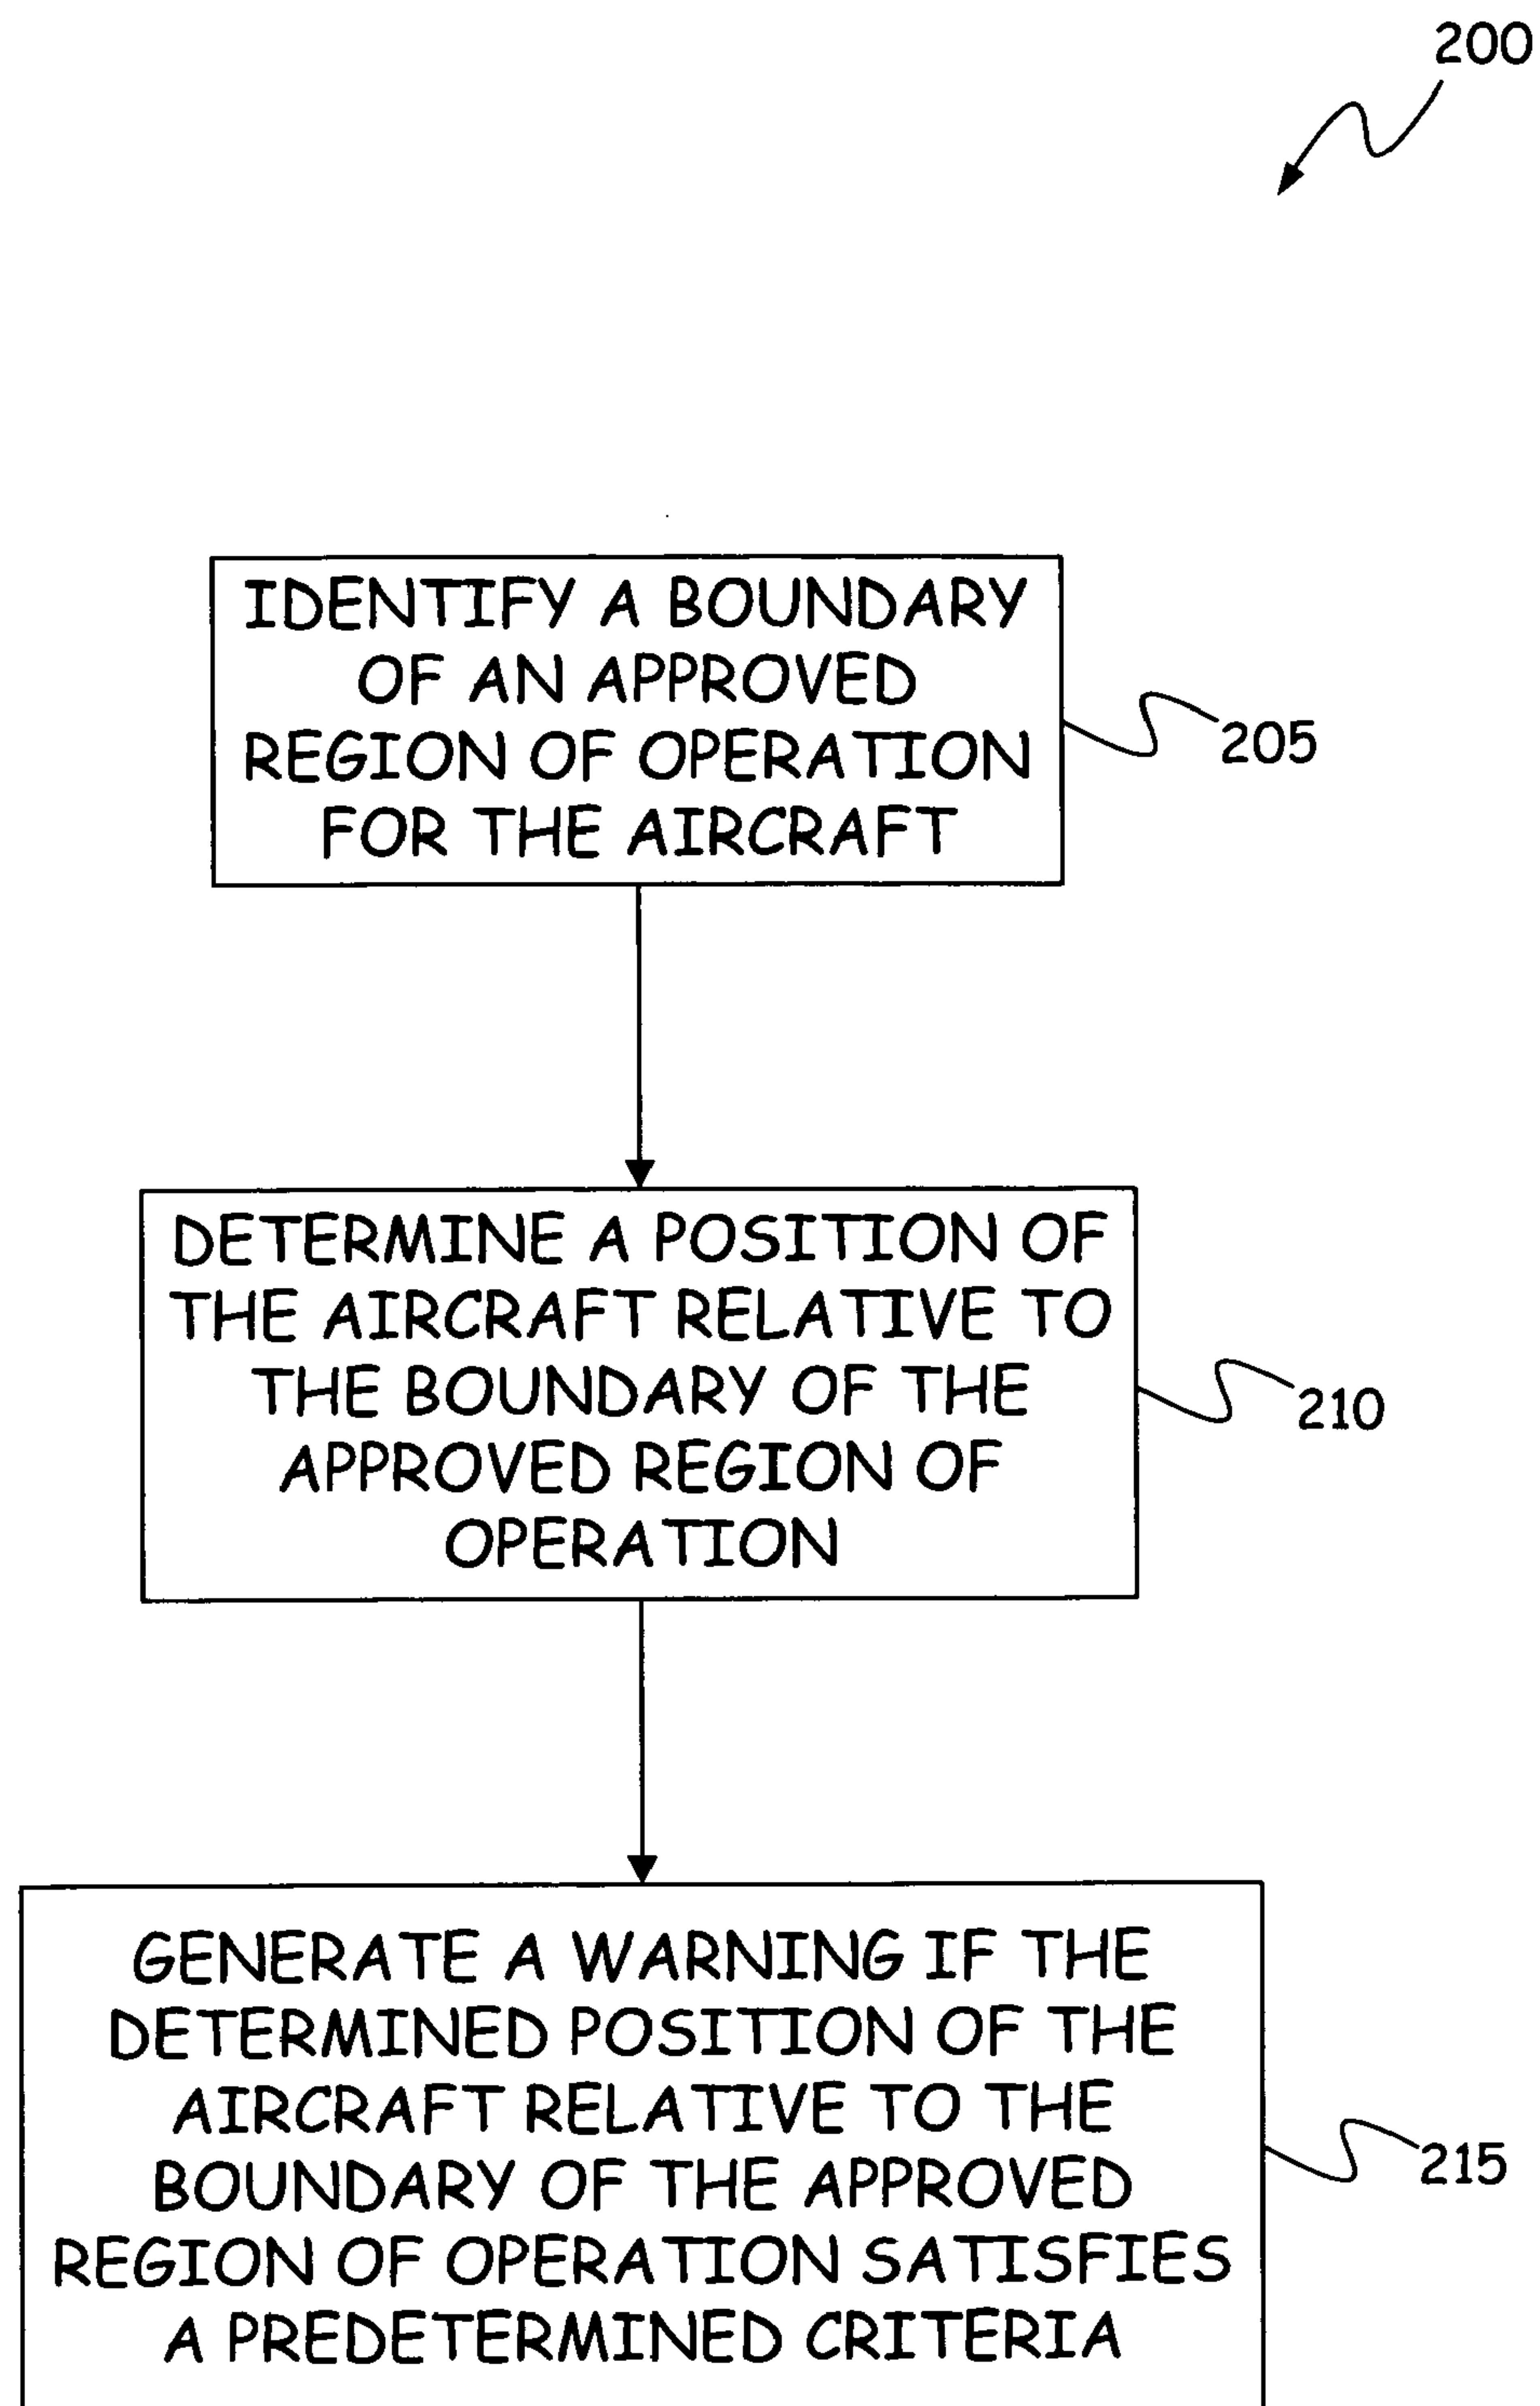 200
IDENTIFY A BOUNDARY
OF AN APPROVED
REGION OF OPERATION
FOR THE AIRCRAFT
205
DETERMINE A POSITION OF
THE AIRCRAFT RELATIVE TO
THE BOUNDARY OF THE
APPROVED REGION OF
OPERATION
210
GENERATE A WARNING IF THE
DETERMINED POSITION OF THE
AIRCRAFT RELATIVE TO THE
BOUNDARY OF THE APPROVED
REGION OF OPERATION SATISFIES
A PREDETERMINED CRITERIA
215